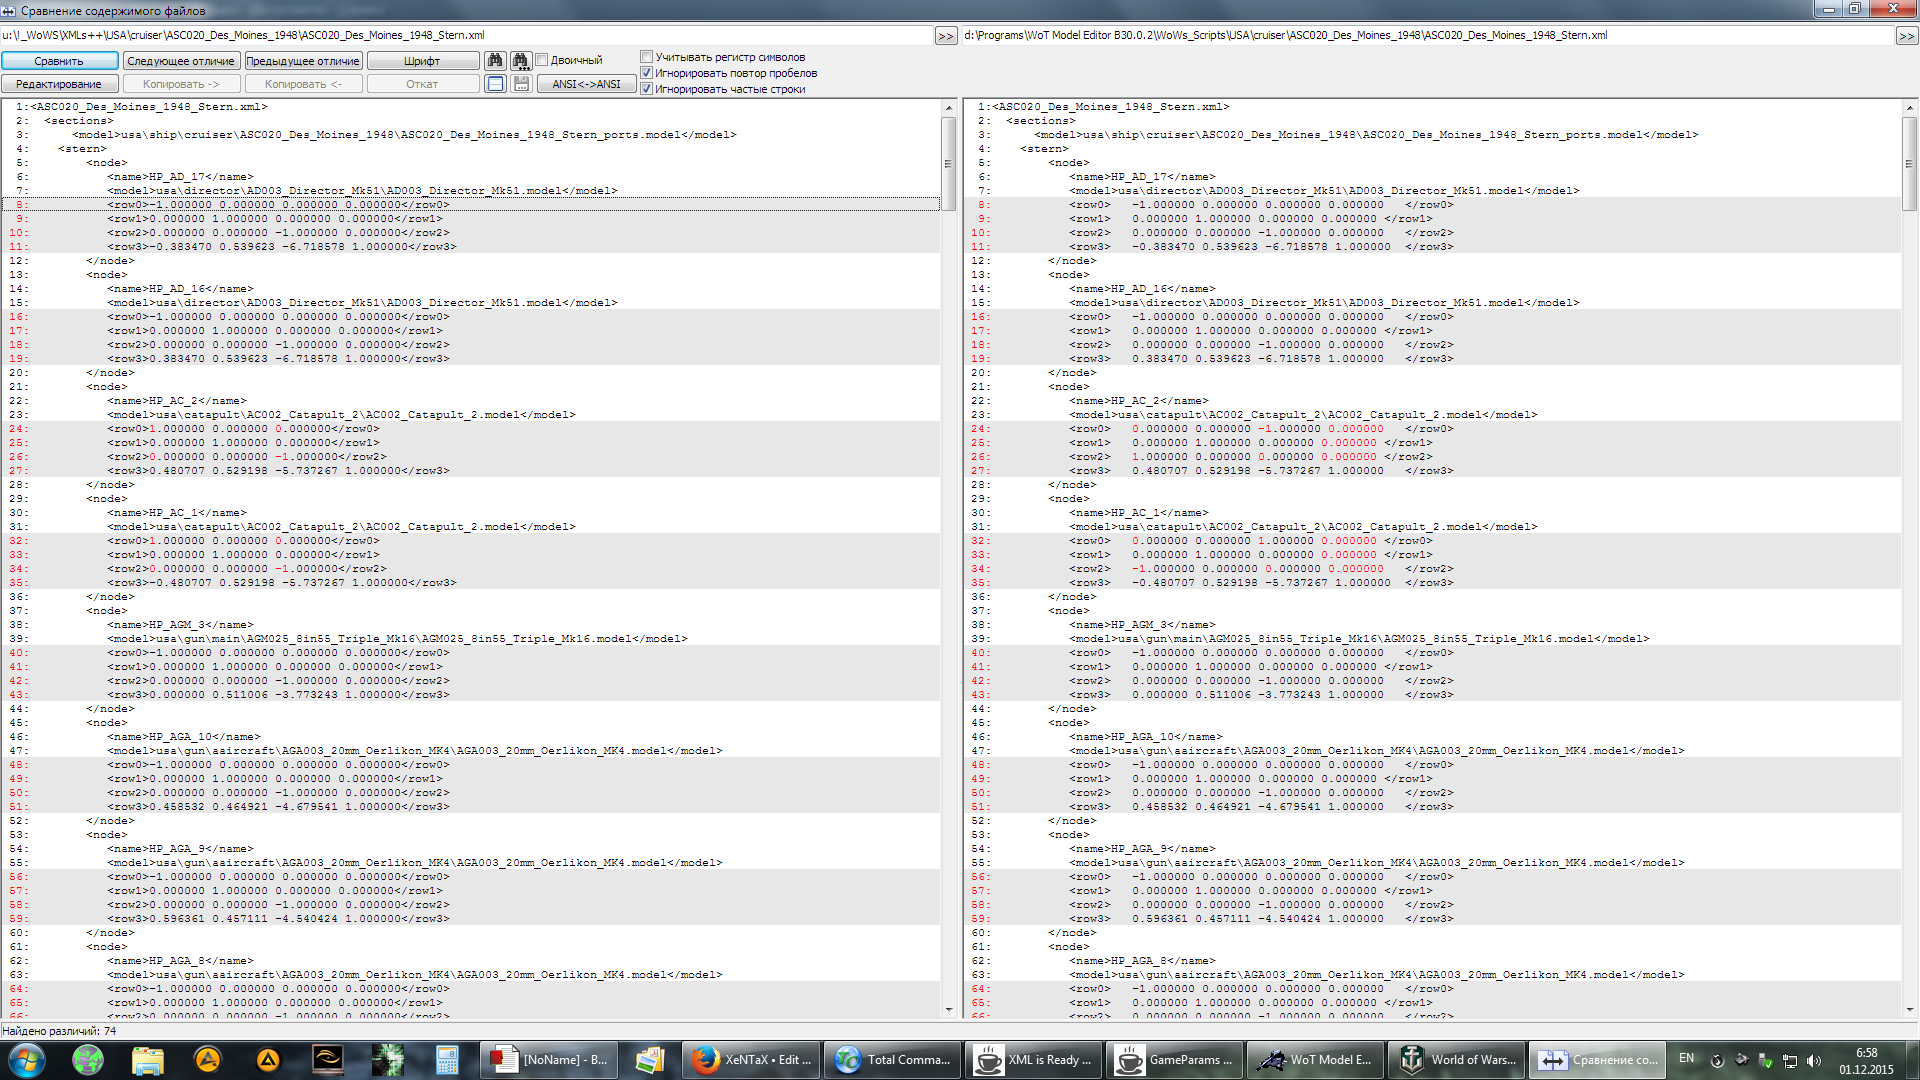 Сравнение содержимого файлов
u:\!_WoWS\XMLs++\USA\cruiser\ASC020_Des_Moines_1948\ASC020_Des_Moines_1948_Stern.xml
>>
d:\Programs\WoT Model Editor B30.0.2\WoWs_Scripts\USA\cruiser\ASC020_Des_Moines_1948\ASC020_Des_Moines_1948_Stern.xml
>>
Сравнить Следующее отличие Предыдущее отличие Шрифт Двоичный
Редактирование Копировать -> Копировать <- Откат ANSI<->ANSI
Учитывать регистр символов
Игнорировать повтор пробелов
Игнорировать частые строки
1:<ASC020_Des_Moines_1948_Stern.xml>
2: <sections>
3: <model>usa\ship\cruiser\ASC020_Des_Moines_1948\ASC020_Des_Moines_1948_Stern_ports.model</model>
4: <stern>
5: <node>
6: <name>HP_AD_17</name>
7: <model>usa\director\AD003_Director_Mk51\AD003_Director_Mk51.model</model>
8: <row0>-1.000000 0.000000 0.000000 0.000000</row0>
9: <row1>0.000000 1.000000 0.000000 0.000000</row1>
10: <row2>0.000000 0.000000 -1.000000 0.000000</row2>
11: <row3>-0.383470 0.539623 -6.718578 1.000000</row3>
12: </node>
13: <node>
14: <name>HP_AD_16</name>
15: <model>usa\director\AD003_Director_Mk51\AD003_Director_Mk51.model</model>
16: <row0>-1.000000 0.000000 0.000000 0.000000</row0>
17: <row1>0.000000 1.000000 0.000000 0.000000</row1>
18: <row2>0.000000 0.000000 -1.000000 0.000000</row2>
19: <row3>0.383470 0.539623 -6.718578 1.000000</row3>
20: </node>
21: <node>
22: <name>HP_AC_2</name>
23: <model>usa\catapult\AC002_Catapult_2\AC002_Catapult_2.model</model>
24: <row0>1.000000 0.000000 0.000000</row0>
25: <row1>0.000000 1.000000 0.000000</row1>
26: <row2>0.000000 0.000000 -1.000000</row2>
27: <row3>0.480707 0.529198 -5.737267 1.000000</row3>
28: </node>
29: <node>
30: <name>HP_AC_1</name>
31: <model>usa\catapult\AC002_Catapult_2\AC002_Catapult_2.model</model>
32: <row0>1.000000 0.000000 0.000000</row0>
33: <row1>0.000000 1.000000 0.000000</row1>
34: <row2>0.000000 0.000000 -1.000000</row2>
35: <row3>-0.480707 0.529198 -5.737267 1.000000</row3>
36: </node>
37: <node>
38: <name>HP_AGM_3</name>
39: <model>usa\gun\main\AGM025_8in55_Triple_Mk16\AGM025_8in55_Triple_Mk16.model</model>
40: <row0>-1.000000 0.000000 0.000000 0.000000</row0>
41: <row1>0.000000 1.000000 0.000000 0.000000</row1>
42: <row2>0.000000 0.000000 -1.000000 0.000000</row2>
43: <row3>0.000000 0.511006 -3.773243 1.000000</row3>
44: </node>
45: <node>
46: <name>HP_AGA_10</name>
47: <model>usa\gun\aaircraft\AGA003_20mm_Oerlikon_MK4\AGA003_20mm_Oerlikon_MK4.model</model>
48: <row0>-1.000000 0.000000 0.000000 0.000000</row0>
49: <row1>0.000000 1.000000 0.000000 0.000000</row1>
50: <row2>0.000000 0.000000 -1.000000 0.000000</row2>
51: <row3>0.458532 0.464921 -4.679541 1.000000</row3>
52: </node>
53: <node>
54: <name>HP_AGA_9</name>
55: <model>usa\gun\aaircraft\AGA003_20mm_Oerlikon_MK4\AGA003_20mm_Oerlikon_MK4.model</model>
56: <row0>-1.000000 0.000000 0.000000 0.000000</row0>
57: <row1>0.000000 1.000000 0.000000 0.000000</row1>
58: <row2>0.000000 0.000000 -1.000000 0.000000</row2>
59: <row3>0.596361 0.457111 -4.540424 1.000000</row3>
60: </node>
61: <node>
62: <name>HP_AGA_8</name>
63: <model>usa\gun\aaircraft\AGA003_20mm_Oerlikon_MK4\AGA003_20mm_Oerlikon_MK4.model</model>
64: <row0>-1.000000 0.000000 0.000000 0.000000</row0>
65: <row1>0.000000 1.000000 0.000000 0.000000</row1>
66: <row2>0.000000 0.000000 -1.000000 0.000000</row2>
1:<ASC020_Des_Moines_1948_Stern.xml>
2: <sections>
3: <model>usa\ship\cruiser\ASC020_Des_Moines_1948\ASC020_Des_Moines_1948_Stern_ports.model</model>
4: <stern>
5: <node>
6: <name>HP_AD_17</name>
7: <model>usa\director\AD003_Director_Mk51\AD003_Director_Mk51.model</model>
8: <row0> -1.000000 0.000000 0.000000 0.000000 </row0>
9: <row1> 0.000000 1.000000 0.000000 0.000000 </row1>
10: <row2> 0.000000 0.000000 -1.000000 0.000000 </row2>
11: <row3> -0.383470 0.539623 -6.718578 1.000000 </row3>
12: </node>
13: <node>
14: <name>HP_AD_16</name>
15: <model>usa\director\AD003_Director_Mk51\AD003_Director_Mk51.model</model>
16: <row0> -1.000000 0.000000 0.000000 0.000000 </row0>
17: <row1> 0.000000 1.000000 0.000000 0.000000 </row1>
18: <row2> 0.000000 0.000000 -1.000000 0.000000 </row2>
19: <row3> 0.383470 0.539623 -6.718578 1.000000 </row3>
20: </node>
21: <node>
22: <name>HP_AC_2</name>
23: <model>usa\catapult\AC002_Catapult_2\AC002_Catapult_2.model</model>
24: <row0> 0.000000 0.000000 -1.000000 0.000000 </row0>
25: <row1> 0.000000 1.000000 0.000000 0.000000 </row1>
26: <row2> 1.000000 0.000000 0.000000 0.000000 </row2>
27: <row3> 0.480707 0.529198 -5.737267 1.000000 </row3>
28: </node>
29: <node>
30: <name>HP_AC_1</name>
31: <model>usa\catapult\AC002_Catapult_2\AC002_Catapult_2.model</model>
32: <row0> 0.000000 0.000000 1.000000 0.000000 </row0>
33: <row1> 0.000000 1.000000 0.000000 0.000000 </row1>
34: <row2> -1.000000 0.000000 0.000000 0.000000 </row2>
35: <row3> -0.480707 0.529198 -5.737267 1.000000 </row3>
36: </node>
37: <node>
38: <name>HP_AGM_3</name>
39: <model>usa\gun\main\AGM025_8in55_Triple_Mk16\AGM025_8in55_Triple_Mk16.model</model>
40: <row0> -1.000000 0.000000 0.000000 0.000000 </row0>
41: <row1> 0.000000 1.000000 0.000000 0.000000 </row1>
42: <row2> 0.000000 0.000000 -1.000000 0.000000 </row2>
43: <row3> 0.000000 0.511006 -3.773243 1.000000 </row3>
44: </node>
45: <node>
46: <name>HP_AGA_10</name>
47: <model>usa\gun\aaircraft\AGA003_20mm_Oerlikon_MK4\AGA003_20mm_Oerlikon_MK4.model</model>
48: <row0> -1.000000 0.000000 0.000000 0.000000 </row0>
49: <row1> 0.000000 1.000000 0.000000 0.000000 </row1>
50: <row2> 0.000000 0.000000 -1.000000 0.000000 </row2>
51: <row3> 0.458532 0.464921 -4.679541 1.000000 </row3>
52: </node>
53: <node>
54: <name>HP_AGA_9</name>
55: <model>usa\gun\aaircraft\AGA003_20mm_Oerlikon_MK4\AGA003_20mm_Oerlikon_MK4.model</model>
56: <row0> -1.000000 0.000000 0.000000 0.000000 </row0>
57: <row1> 0.000000 1.000000 0.000000 0.000000 </row1>
58: <row2> 0.000000 0.000000 -1.000000 0.000000 </row2>
59: <row3> 0.596361 0.457111 -4.540424 1.000000 </row3>
60: </node>
61: <node>
62: <name>HP_AGA_8</name>
63: <model>usa\gun\aaircraft\AGA003_20mm_Oerlikon_MK4\AGA003_20mm_Oerlikon_MK4.model</model>
64: <row0> -1.000000 0.000000 0.000000 0.000000 </row0>
65: <row1> 0.000000 1.000000 0.000000 0.000000 </row1>
66: <row2> 0.000000 0.000000 -1.000000 0.000000 </row2>
Найдено различий: 74
[NoName] - B... XeNTaX • Edit ... Total Comma... XML is Ready ... GameParams ... WoT Model E... World of Wars... Сравнение со... EN 6:58
01.12.2015